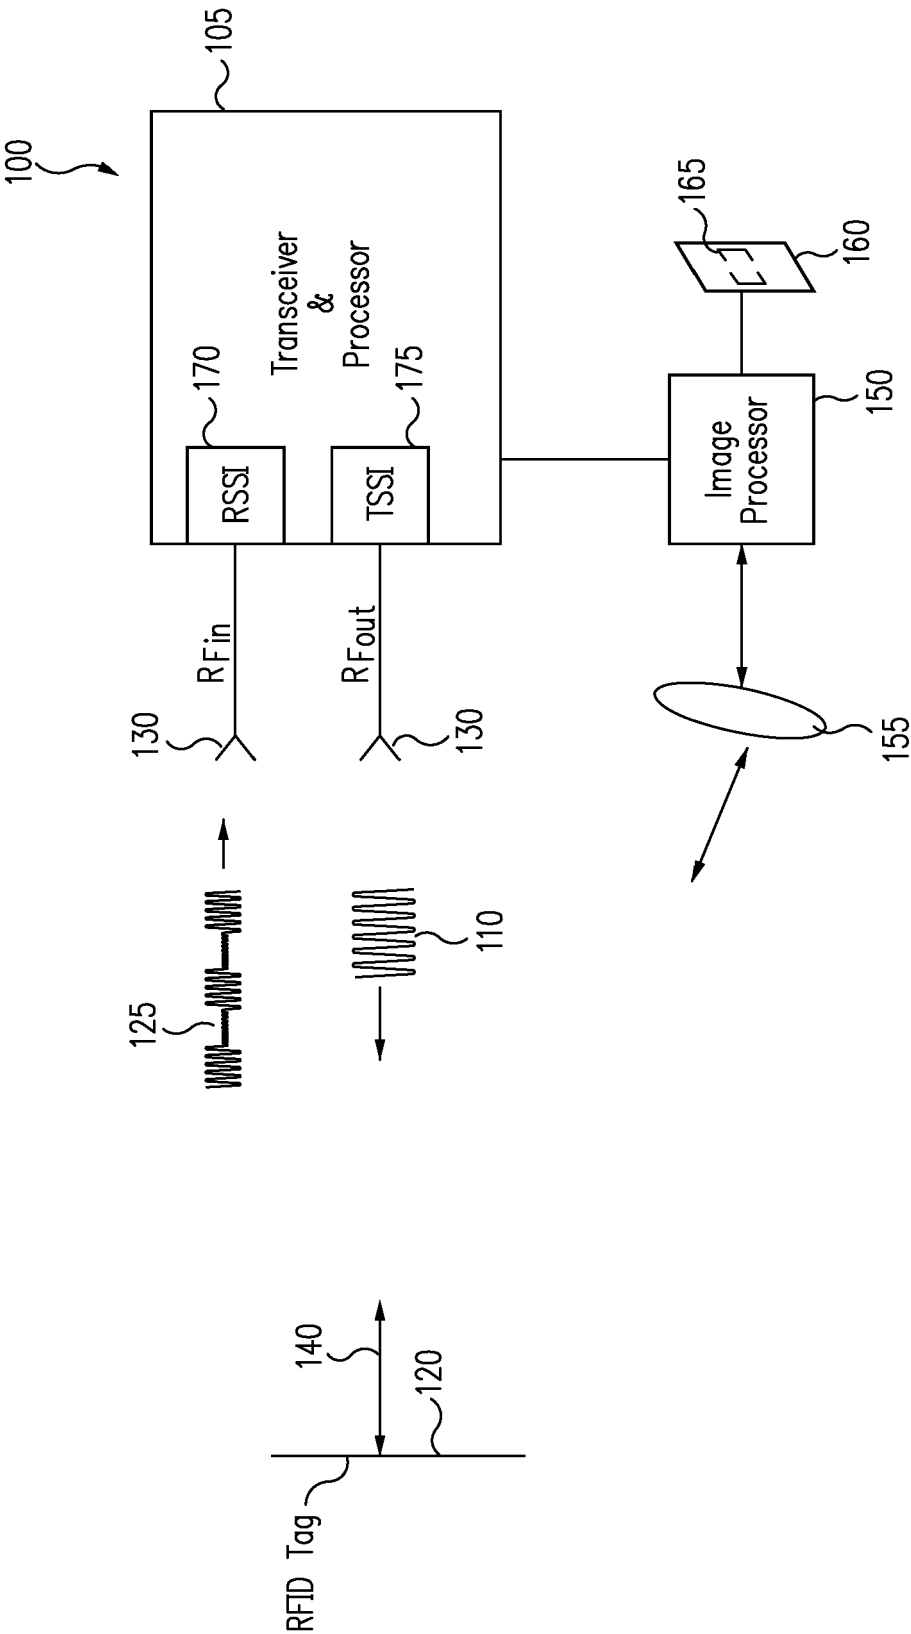 100
105
Transceiver
&
Processor
170
RSSI
175
TSSI
RFin
RFout
130
130
125
110
140
120
RFID Tag
Image
Processor
150
165
160
155